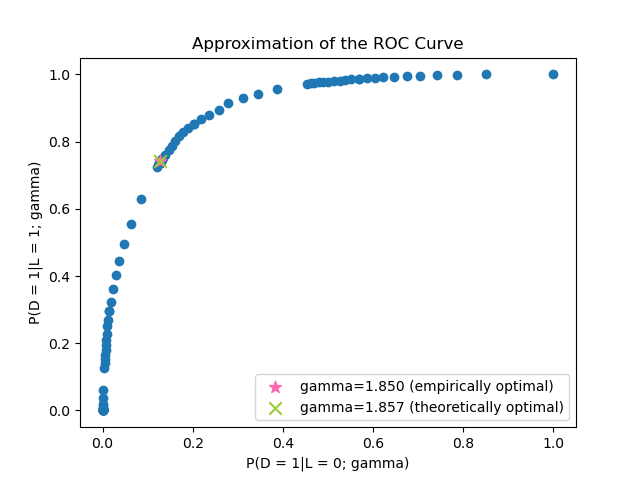 Approximation of the ROC Curve
P(D = 1|L = 1; gamma)
1.0
0.8
0.6
0.4
0.2
0.0
0.0 0.2 0.4 0.6 0.8 1.0
P(D = 1|L = 0; gamma)
gamma=1.850 (empirically optimal)
gamma=1.857 (theoretically optimal)